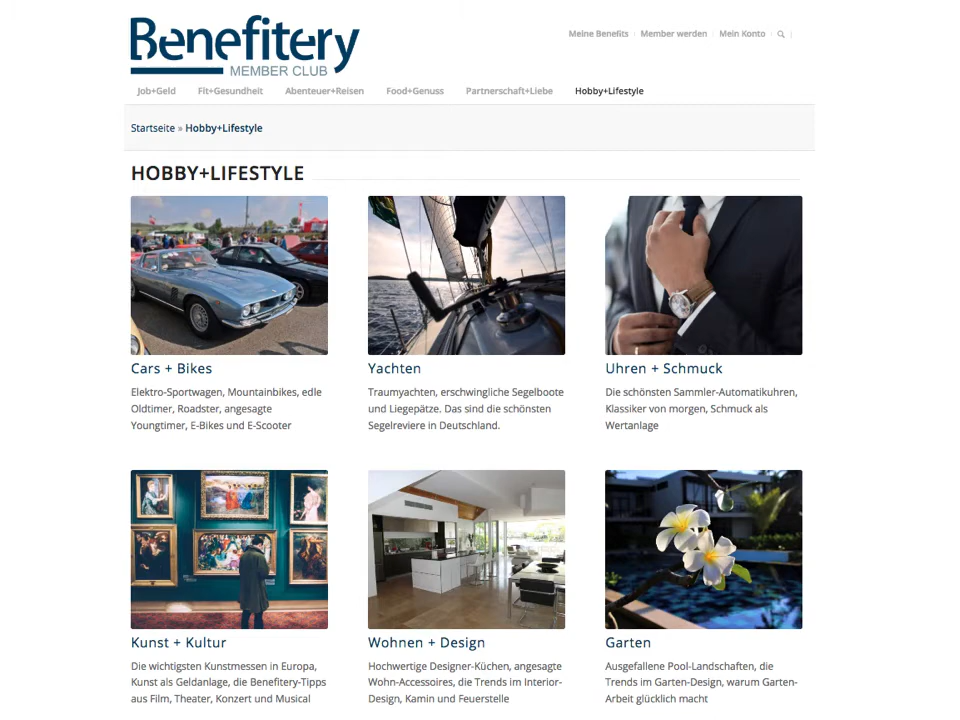 Benefitery
MEMBER CLUB
Meine Benefits Member werden Mein Konto
Job+Geld Fit+Gesundheit Abenteuer+Reisen Food+Genuss Partnerschaft+Liebe Hobby+Lifestyle
Startseite » Hobby+Lifestyle
HOBBY+LIFESTYLE
Cars + Bikes
Elektro-Sportwagen, Mountainbikes, edle
Oldtimer, Roadster, angesagte
Youngtimer, E-Bikes und E-Scooter
Yachten
Traumyachten, erschwingliche Segelboote
und Liegepätze. Das sind die schönsten
Segelreviere in Deutschland.
Uhren + Schmuck
Die schönsten Sammler-Automatikuhren,
Klassiker von morgen, Schmuck als
Wertanlage
Kunst + Kultur
Die wichtigsten Kunstmessen in Europa,
Kunst als Geldanlage, die Benefitery-Tipps
aus Film, Theater, Konzert und Musical
Wohnen + Design
Hochwertige Designer-Küchen, angesagte
Wohn-Accessoires, die Trends im Interior-
Design, Kamin und Feuerstelle
Garten
Ausgefallene Pool-Landschaften, die
Trends im Garten-Design, warum Garten-
Arbeit glücklich macht